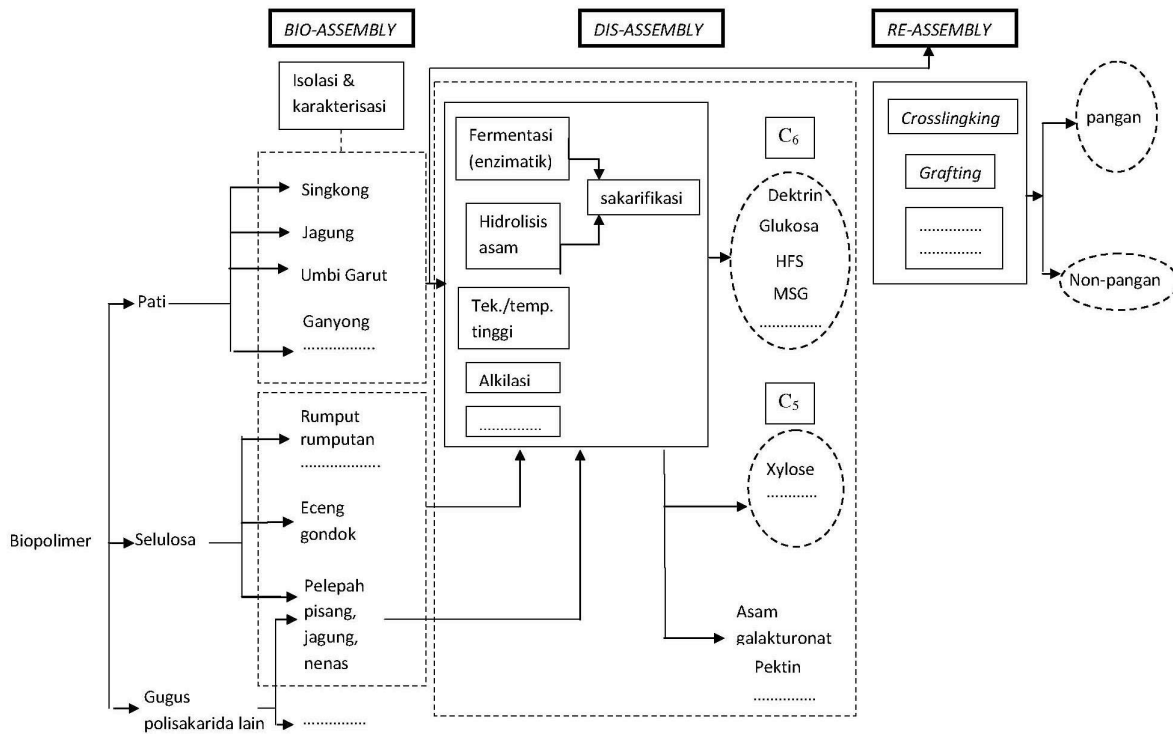 BIO-ASSEMBLY
DIS-ASSEMBLY
RE-ASSEMBLY
Isolasi &
karakterisasi
Singkong
Jagung
Umbi Garut
Ganyong
................
Pati
Rumput
rumputan
...................
Eceng
gondok
Biopolimer
Selulosa
Pelepah
pisang,
jagung,
nenas
Gugus
polisakarida lain
................
Fermentasi
(enzimatik)
sakarifikasi
Hidrolisis
asam
Tek./temp.
tinggi
Alkilasi
...............
C₆
Dektrin
Glukosa
HFS
MSG
...............
C₅
Xylose
............
Asam
galakturonat
Pektin
...............
Crosslingking
Grafting
...............
...............
...............
pangan
Non-pangan